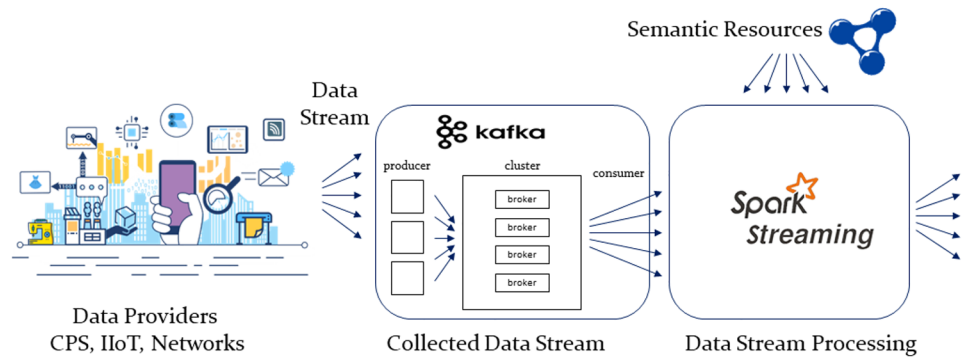 Semantic Resources
Data
Stream
kafka
producer
cluster
consumer
broker
broker
broker
broker
Spark
Streaming
Data Providers
CPS, IIoT, Networks
Collected Data Stream
Data Stream Processing